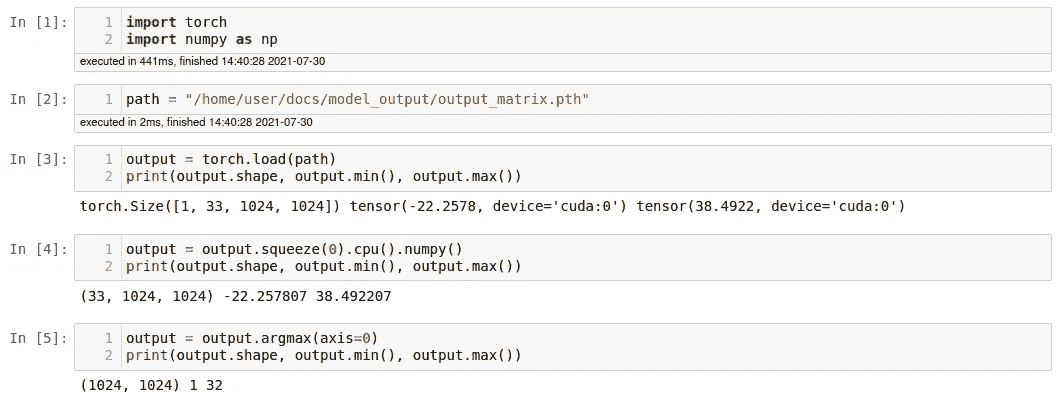 In [1]:
1 import torch
2 import numpy as np
executed in 441ms, finished 14:40:28 2021-07-30
In [2]:
1 path = "/home/user/docs/model_output/output_matrix.pth"
executed in 2ms, finished 14:40:28 2021-07-30
In [3]:
1 output = torch.load(path)
2 print(output.shape, output.min(), output.max())
torch.Size([1, 33, 1024, 1024]) tensor(-22.2578, device='cuda:0') tensor(38.4922, device='cuda:0')
In [4]:
1 output = output.squeeze(0).cpu().numpy()
2 print(output.shape, output.min(), output.max())
(33, 1024, 1024) -22.257807 38.492207
In [5]:
1 output = output.argmax(axis=0)
2 print(output.shape, output.min(), output.max())
(1024, 1024) 1 32